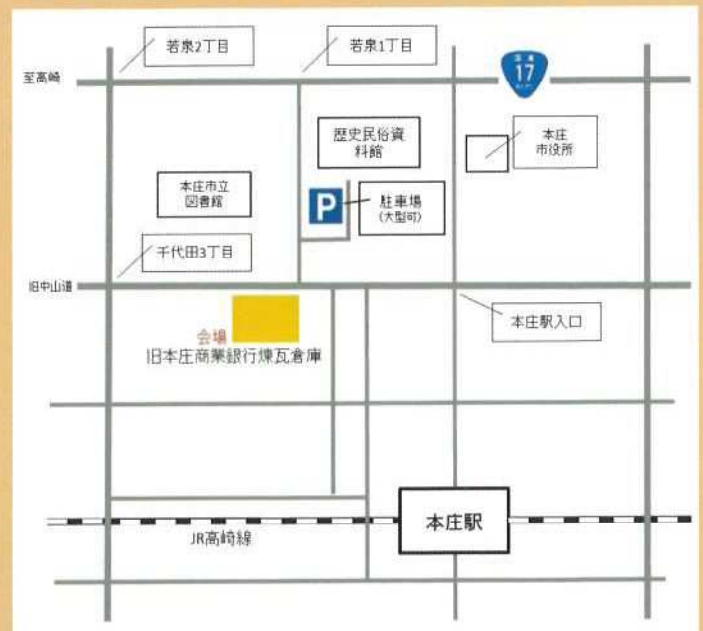 若泉2丁目
若泉1丁目
至高崎
17
歴史民俗資
料館
本庄
市役所
本庄市立
図書館
P
駐車場
(大型可)
千代田3丁目
旧中山道
本庄駅入口
会場
旧本庄商業銀行煉瓦倉庫
本庄駅
JR高崎線